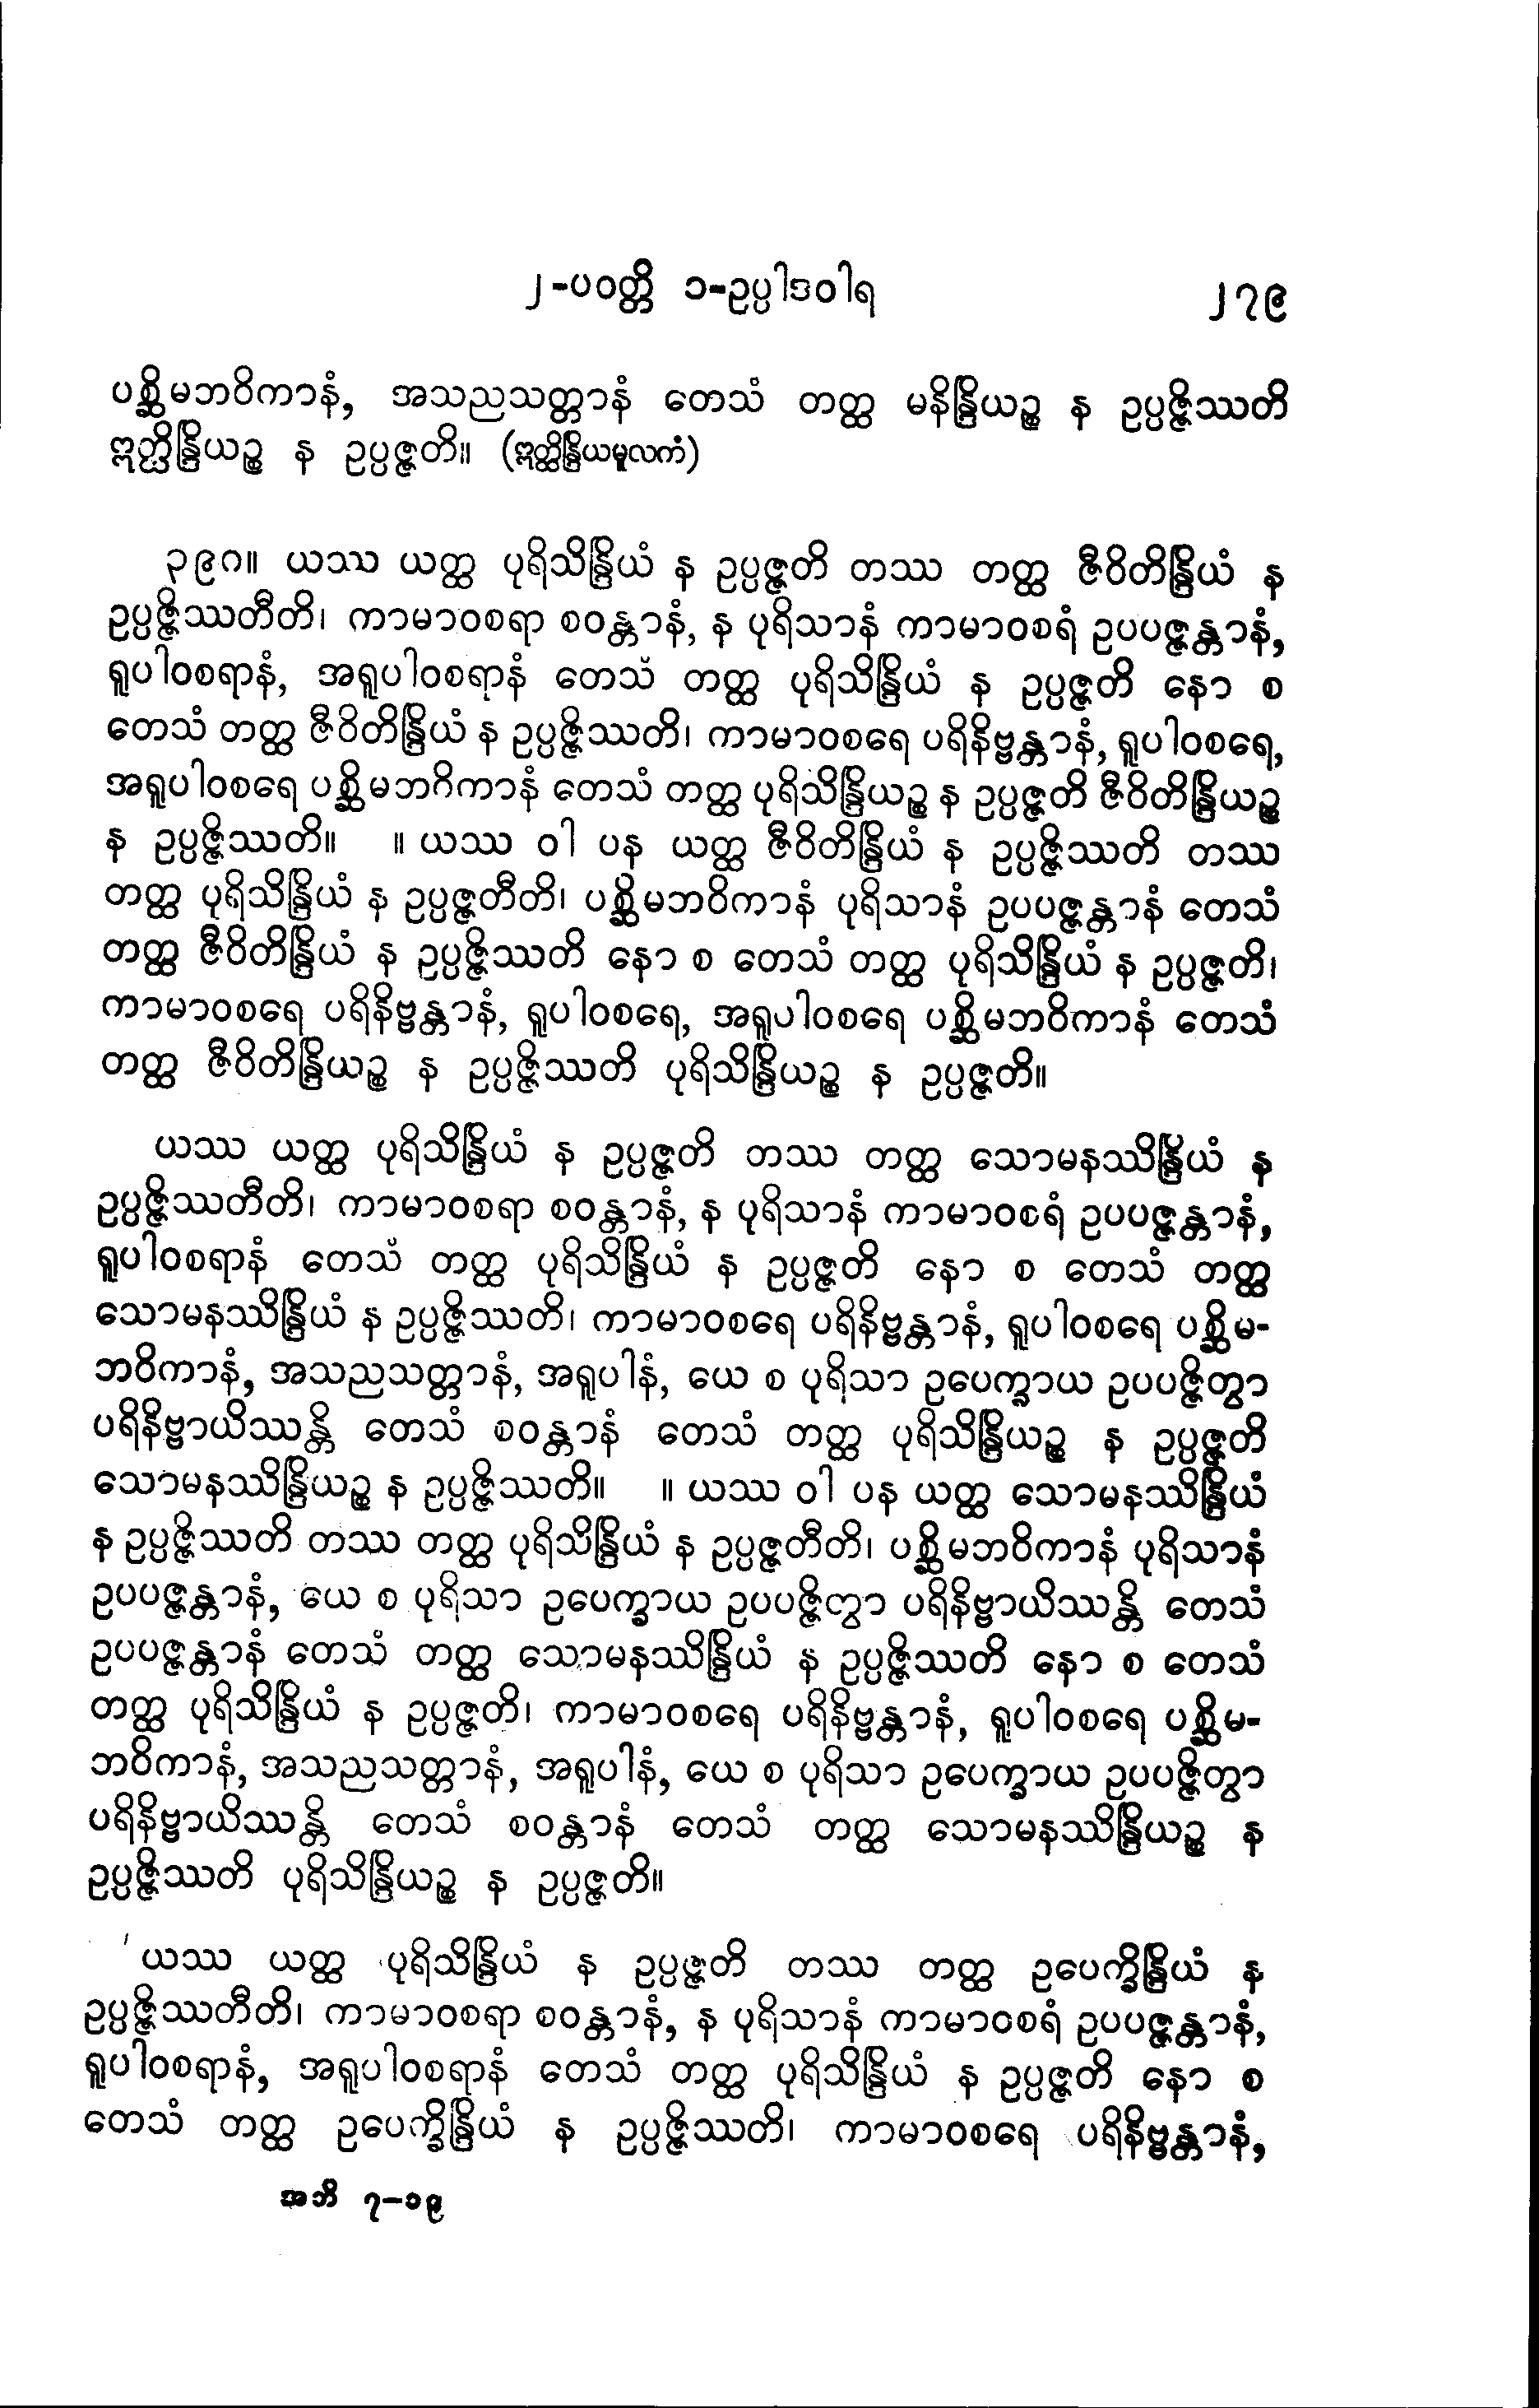 ၂-ပဝတ္တိ ၁-ဥပ္ပါဒဝါရ ၂၇၉
ပစ္ဆိမဘဝိကာနံ, အသညသတ္တာနံ တေသံ တတ္ထ မနိန္ဒြိယဉ္စ န ဥပ္ပဇ္ဇိဿတိ
ဣတ္ထိန္ဒြိယဉ္စ န ဥပ္ပဇ္ဇတိ။ (ဣတ္ထိန္ဒြိယမူလကံ)
၃၉ဂ။ ယဿ ယတ္ထ ပုရိသိန္ဒြိယံ န ဥပ္ပဇ္ဇတိ တဿ တတ္ထ ဇီဝိတိန္ဒြိယံ န
ဥပ္ပဇ္ဇိဿတီတိ၊ ကာမာဝစရာ စဝန္တာနံ, န ပုရိသာနံ ကာမာဝစရံ ဥပပဇ္ဇန္တာနံ,
ရူပါဝစရာနံ, အရူပါဝစရာနံ တေသံ တတ္ထ ပုရိသိန္ဒြိယံ န ဥပ္ပဇ္ဇတိ နော စ
တေသံ တတ္ထ ဇီဝိတိန္ဒြိယံ န ဥပ္ပဇ္ဇိဿတိ၊ ကာမာဝစရေ ပရိနိဗ္ဗန္တာနံ, ရူပါဝစရေ,
အရူပါဝစရေ ပစ္ဆိမဘဂိကာနံ တေသံ တတ္ထ ပုရိသိန္ဒြိယဉ္စ န ဥပ္ပဇ္ဇတိ ဇီဝိတိန္ဒြိယဉ္စ
န ဥပ္ပဇ္ဇိဿတိ။ ။ ယဿ ဝါ ပန ယတ္ထ ဇီဝိတိန္ဒြိယံ န ဥပ္ပဇ္ဇိဿတိ တဿ
တတ္ထ ပုရိသိန္ဒြိယံ န ဥပ္ပဇ္ဇတီတိ၊ ပစ္ဆိမဘဝိကာနံ ပုရိသာနံ ဥပပဇ္ဇန္တာနံ တေသံ
တတ္ထ ဇီဝိတိန္ဒြိယံ န ဥပ္ပဇ္ဇိဿတိ နော စ တေသံ တတ္ထ ပုရိသိန္ဒြိယံ န ဥပ္ပဇ္ဇတိ၊
ကာမာဝစရေ ပရိနိဗ္ဗန္တာနံ, ရူပါဝစရေ, အရူပါဝစရေ ပစ္ဆိမဘဝိကာနံ တေသံ
တတ္ထ ဇီဝိတိန္ဒြိယဉ္စ န ဥပ္ပဇ္ဇိဿတိ ပုရိသိန္ဒြိယဉ္စ န ဥပ္ပဇ္ဇတိ။
ယဿ ယတ္ထ ပုရိသိန္ဒြိယံ န ဥပ္ပဇ္ဇတိ တဿ တတ္ထ သောမနဿိန္ဒြိယံ န
ဥပ္ပဇ္ဇိဿတီတိ၊ ကာမာဝစရာ စဝန္တာနံ, န ပုရိသာနံ ကာမာဝစရံ ဥပပဇ္ဇန္တာနံ,
ရူပါဝစရာနံ တေသံ တတ္ထ ပုရိသိန္ဒြိယံ န ဥပ္ပဇ္ဇတိ နော စ တေသံ တတ္ထ
သောမနဿိန္ဒြိယံ န ဥပ္ပဇ္ဇိဿတိ၊ ကာမာဝစရေ ပရိနိဗ္ဗန္တာနံ, ရူပါဝစရေ ပစ္ဆိမ-
ဘဝိကာနံ, အသညသတ္တာနံ, အရူပါနံ, ယေ စ ပုရိသာ ဥပေက္ခာယ ဥပပဇ္ဇိတွာ
ပရိနိဗ္ဗာယိဿန္တိ တေသံ စဝန္တာနံ တေသံ တတ္ထ ပုရိသိန္ဒြိယဉ္စ န ဥပ္ပဇ္ဇတိ
သောမနဿိန္ဒြိယဉ္စ န ဥပ္ပဇ္ဇိဿတိ။ ။ ယဿ ဝါ ပန ယတ္ထ သောမနဿိန္ဒြိယံ
န ဥပ္ပဇ္ဇိဿတိ တဿ တတ္ထ ပုရိသိန္ဒြိယံ န ဥပ္ပဇ္ဇတီတိ၊ ပစ္ဆိမဘဝိကာနံ ပုရိသာနံ
ဥပပဇ္ဇန္တာနံ, ယေ စ ပုရိသာ ဥပေက္ခာယ ဥပပဇ္ဇိတွာ ပရိနိဗ္ဗာယိဿန္တိ တေသံ
ဥပပဇ္ဇန္တာနံ တေသံ တတ္ထ သောမနဿိန္ဒြိယံ န ဥပ္ပဇ္ဇိဿတိ နော စ တေသံ
တတ္ထ ပုရိသိန္ဒြိယံ န ဥပ္ပဇ္ဇတိ၊ ကာမာဝစရေ ပရိနိဗ္ဗန္တာနံ, ရူပါဝစရေ ပစ္ဆိမ-
ဘဝိကာနံ, အသညသတ္တာနံ, အရူပါနံ, ယေ စ ပုရိသာ ဥပေက္ခာယ ဥပပဇ္ဇိတွာ
ပရိနိဗ္ဗာယိဿန္တိ တေသံ စဝန္တာနံ တေသံ တတ္ထ သောမနဿိန္ဒြိယဉ္စ န
ဥပ္ပဇ္ဇိဿတိ ပုရိသိန္ဒြိယဉ္စ န ဥပ္ပဇ္ဇတိ။
ယဿ ယတ္ထ ပုရိသိန္ဒြိယံ န ဥပ္ပဇ္ဇတိ တဿ တတ္ထ ဥပေက္ခိန္ဒြိယံ န
ဥပ္ပဇ္ဇိဿတီတိ၊ ကာမာဝစရာ စဝန္တာနံ, န ပုရိသာနံ ကာမာဝစရံ ဥပပဇ္ဇန္တာနံ,
ရူပါဝစရာနံ, အရူပါဝစရာနံ တေသံ တတ္ထ ပုရိသိန္ဒြိယံ န ဥပ္ပဇ္ဇတိ နော စ
တေသံ တတ္ထ ဥပေက္ခိန္ဒြိယံ န ဥပ္ပဇ္ဇိဿတိ၊ ကာမာဝစရေ ပရိနိဗ္ဗန္တာနံ,
အဘိ ၇-၁၉